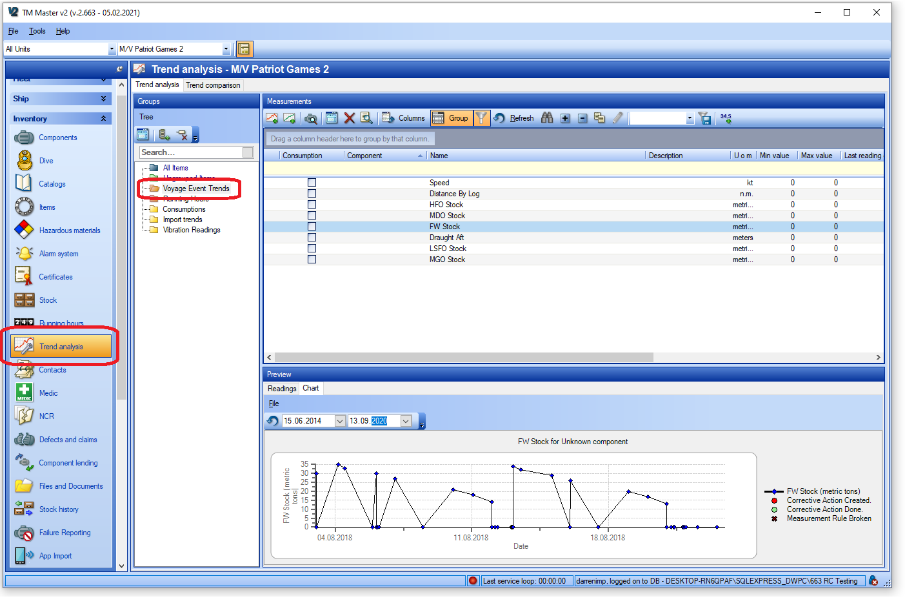 TM Master v2 (v.2.663 - 05.02.2021)
File Tools Help
All Units M/V Patriot Games 2
Trend analysis - M/V Patriot Games 2
Trend analysis Trend comparison
Ship
Inventory
Components
Dive
Catalogs
Items
Hazardous materials
Alarm system
Certificates
Stock
Running hours
Trend analysis
Contacts
Medic
NCR
Defects and claims
Component lending
Files and Documents
Stock history
Failure Reporting
App Import
Groups
Tree
Search...
All Items
Ungrouped Items
Voyage Event Trends
Running Hours
Consumptions
Import trends
Vibration Readings
Measurements
Columns Group Refresh 34.5
Drag a column header here to group by that column.
Consumption Component Name Description U o m Min value Max value Last reading
Speed kt 0 0
Distance By Log n.m. 0 0
HFO Stock metri... 0 0
MDO Stock metri... 0 0
FW Stock metri... 0 0
Draught Aft meters 0 0
LSFO Stock metri... 0 0
MGO Stock metri... 0 0
Preview
Readings Chart
File
15.06.2014 13.09.2020
FW Stock for Unknown component
FW Stock (metric tons)
35
30
25
20
15
10
5
0
04.08.2018 11.08.2018 18.08.2018
Date
FW Stock (metric tons)
Corrective Action Created.
Corrective Action Done.
Measurement Rule Broken
Last service loop: 00:00:00 darrenimp, logged on to DB - DESKTOP-RN6QPAF\SQLEXPRESS_DWPC\663 RC Testing